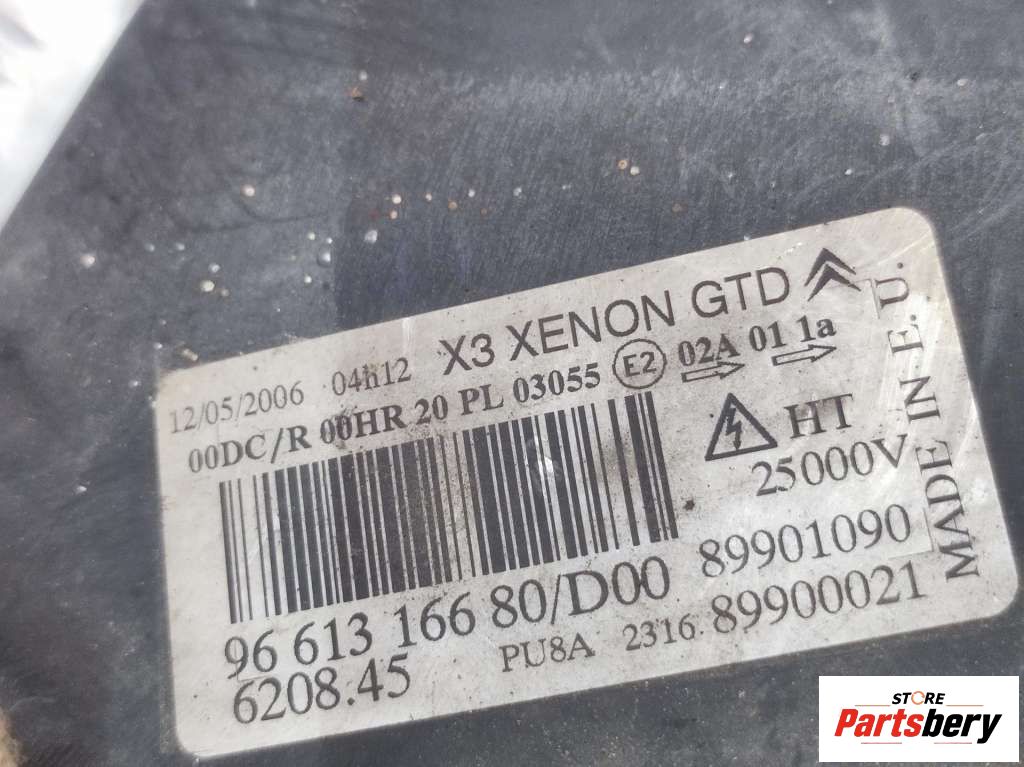 12/05/2006 04h12 X3 XENON GTD
00DC/R 00HR 20 PL 03055 E2 02A 01 1a
HT
25000V
96 613 166 80/D00 89901090
6208.45 PU8A 2316. 89900021
MADE IN E.U.
STORE
Partsbery